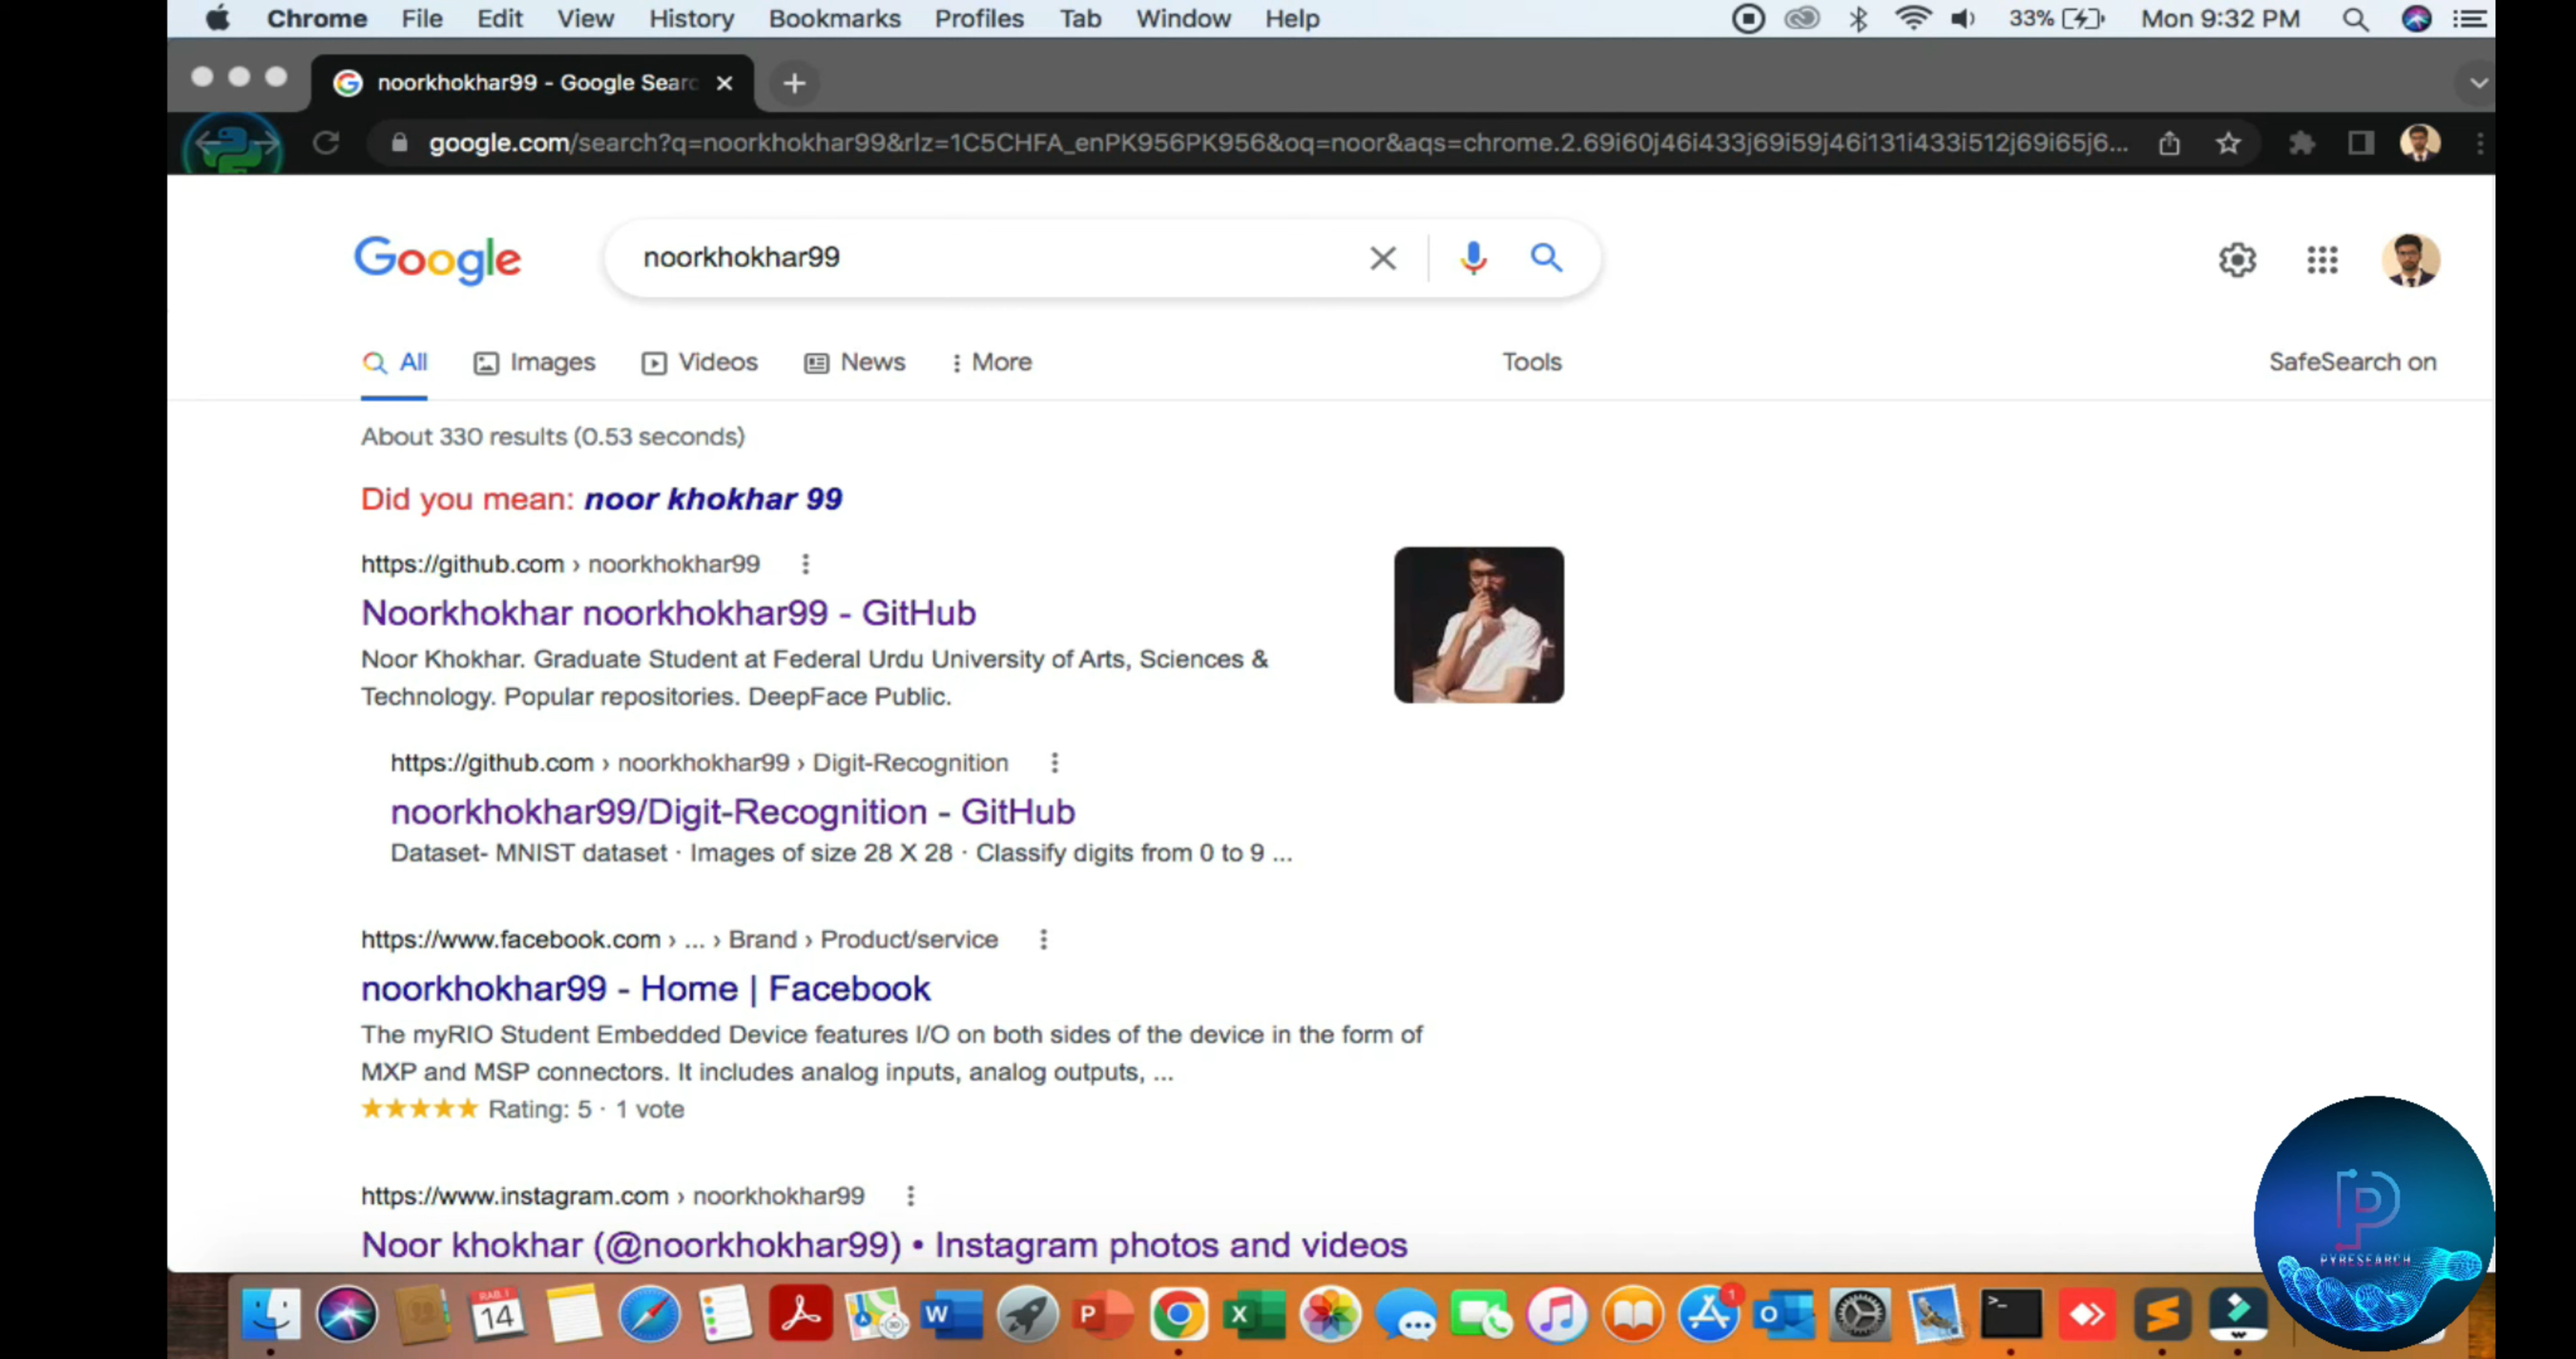 Chrome File Edit View History Bookmarks Profiles Tab Window Help 33% Mon 9:32 PM
noorkhokhar99 - Google Searc
google.com/search?q=noorkhokhar99&rlz=1C5CHFA_enPK956PK956&oq=noor&aqs=chrome.2.69i60j46i433j69i59j46i131i433i512j69i65j6...
Google noorkhokhar99
All Images Videos News More Tools SafeSearch on
About 330 results (0.53 seconds)
Did you mean: noor khokhar 99
https://github.com › noorkhokhar99
Noorkhokhar noorkhokhar99 - GitHub
Noor Khokhar. Graduate Student at Federal Urdu University of Arts, Sciences &
Technology. Popular repositories. DeepFace Public.
https://github.com › noorkhokhar99 › Digit-Recognition
noorkhokhar99/Digit-Recognition - GitHub
Dataset- MNIST dataset · Images of size 28 X 28 · Classify digits from 0 to 9 ...
https://www.facebook.com › ... › Brand › Product/service
noorkhokhar99 - Home | Facebook
The myRIO Student Embedded Device features I/O on both sides of the device in the form of
MXP and MSP connectors. It includes analog inputs, analog outputs, ...
Rating: 5 · 1 vote
https://www.instagram.com › noorkhokhar99
Noor khokhar (@noorkhokhar99) • Instagram photos and videos
PYRESEARCH
RAB. I
14
W
P
X
1
O